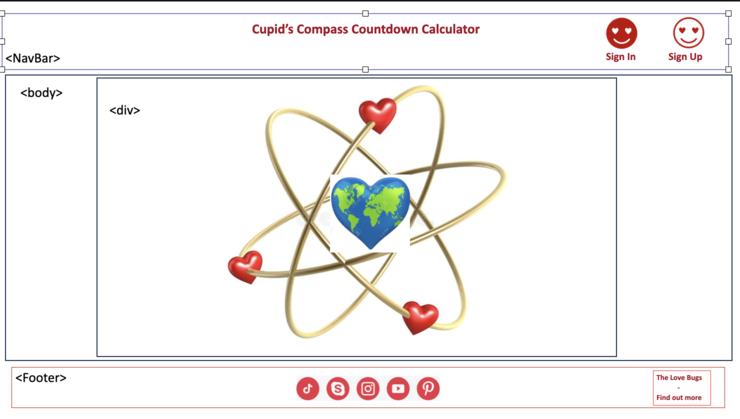 Cupid's Compass Countdown Calculator
Sign In
Sign Up
<NavBar>
<body>
<div>
<Footer>
The Love Bugs
-
Find out more